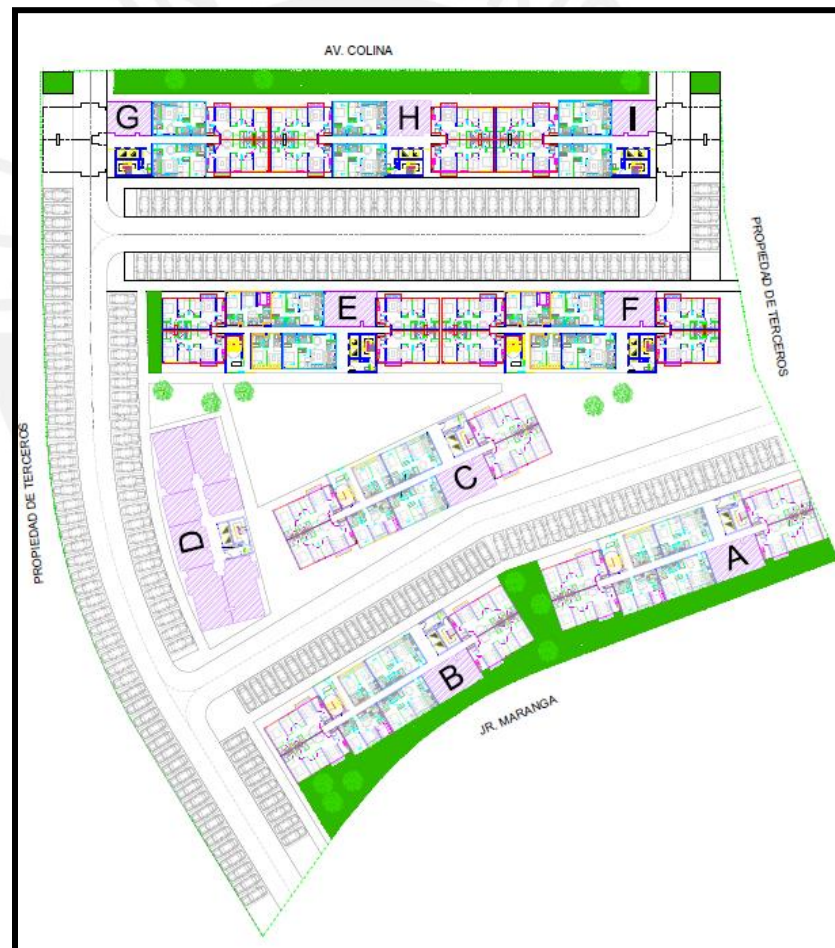 AV. COLINA
G
H
I
PROPIEDAD DE TERCEROS
E
F
PROPIEDAD DE TERCEROS
C
D
A
B
JR. MARANGA